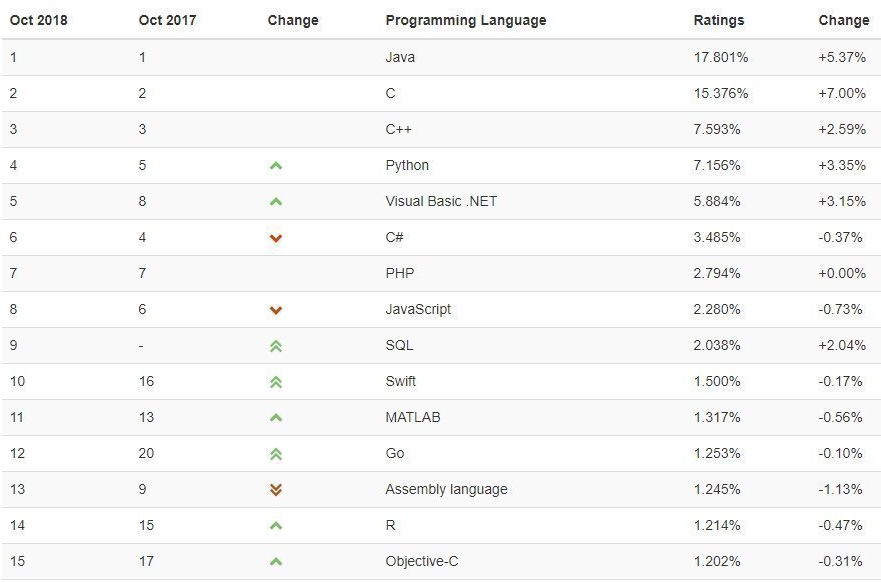 Oct 2018 Oct 2017 Change Programming Language Ratings Change
1 1 Java 17.801% +5.37%
2 2 C 15.376% +7.00%
3 3 C++ 7.593% +2.59%
4 5 Python 7.156% +3.35%
5 8 Visual Basic .NET 5.884% +3.15%
6 4 C# 3.485% -0.37%
7 7 PHP 2.794% +0.00%
8 6 JavaScript 2.280% -0.73%
9 - SQL 2.038% +2.04%
10 16 Swift 1.500% -0.17%
11 13 MATLAB 1.317% -0.56%
12 20 Go 1.253% -0.10%
13 9 Assembly language 1.245% -1.13%
14 15 R 1.214% -0.47%
15 17 Objective-C 1.202% -0.31%